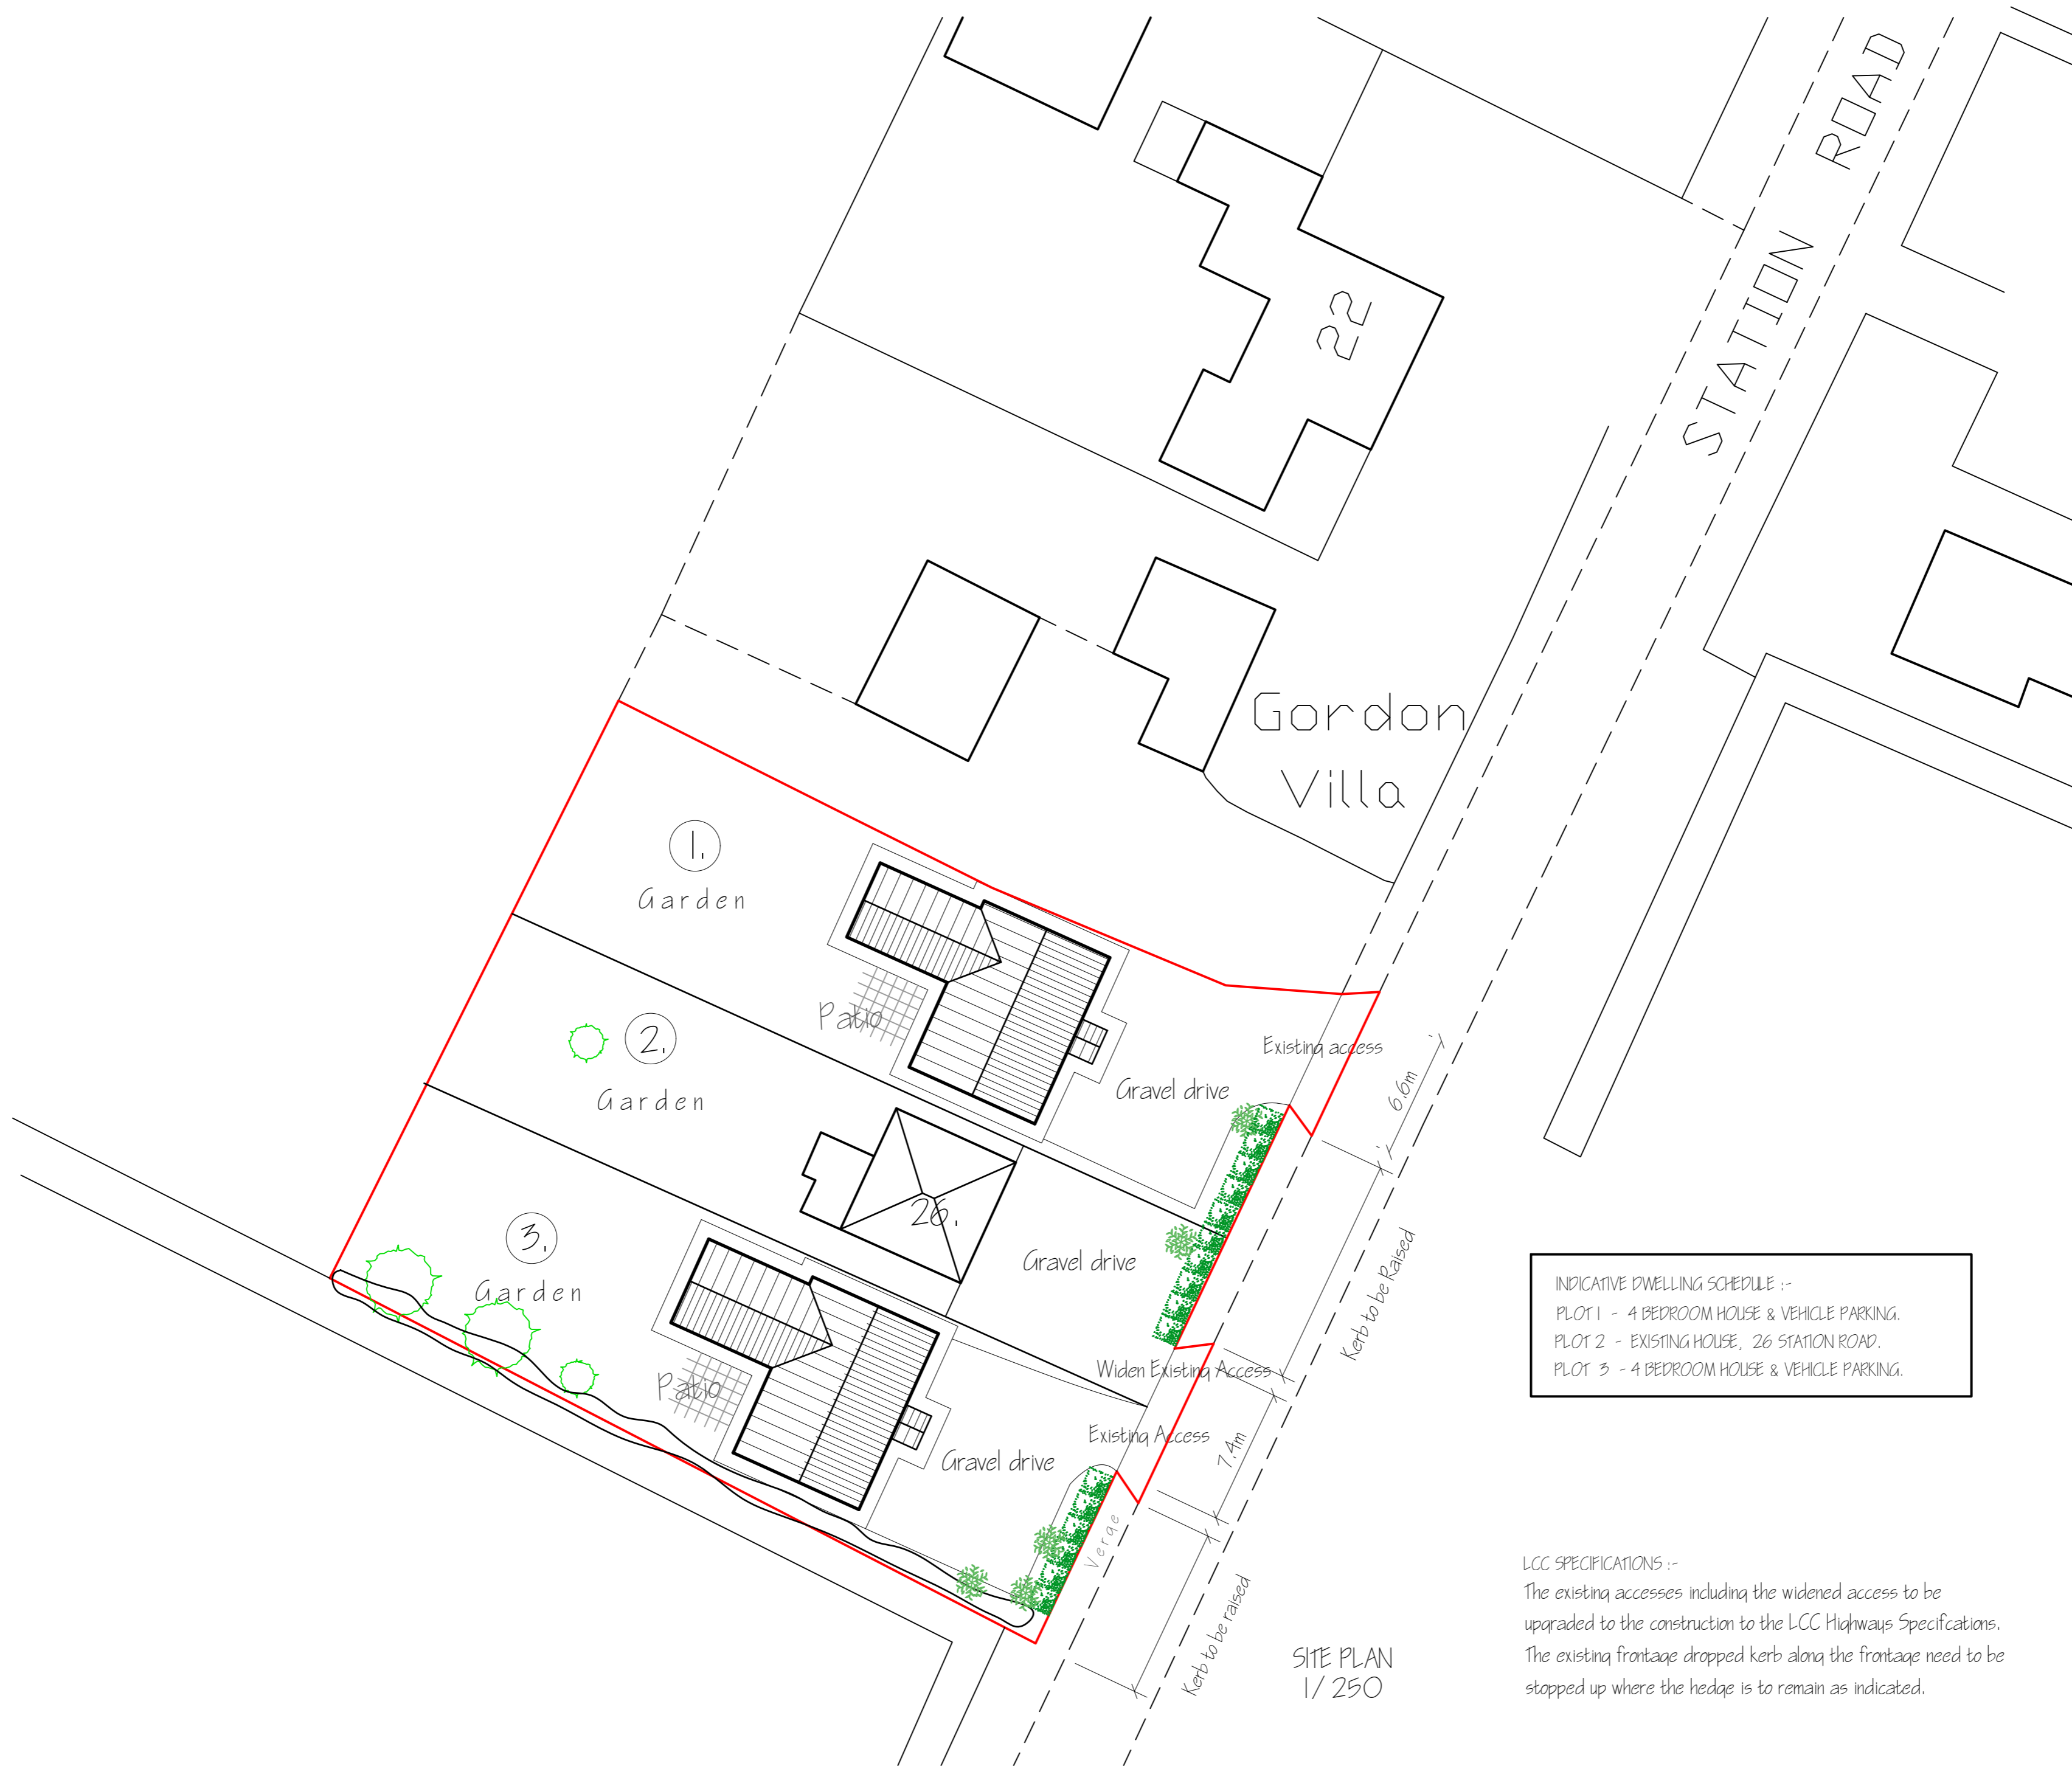 STATION ROAD
22
Gordon
Villa
1.
Garden
Patio
2.
Garden
Existing access
Gravel drive
6.6m
26.
3.
Garden
Gravel drive
Kerb to be Raised
Patio
Widen Existing Access
Existing Access
Gravel drive
7.4m
Verge
Kerb to be raised
INDICATIVE DWELLING SCHEDULE :-
PLOT 1 - 4 BEDROOM HOUSE & VEHICLE PARKING.
PLOT 2 - EXISTING HOUSE, 26 STATION ROAD.
PLOT 3 - 4 BEDROOM HOUSE & VEHICLE PARKING.
LCC SPECIFICATIONS :-
The existing accesses including the widened access to be
upgraded to the construction to the LCC Highways Specifcations.
The existing frontage dropped kerb along the frontage need to be
stopped up where the hedge is to remain as indicated.
SITE PLAN
1/ 250